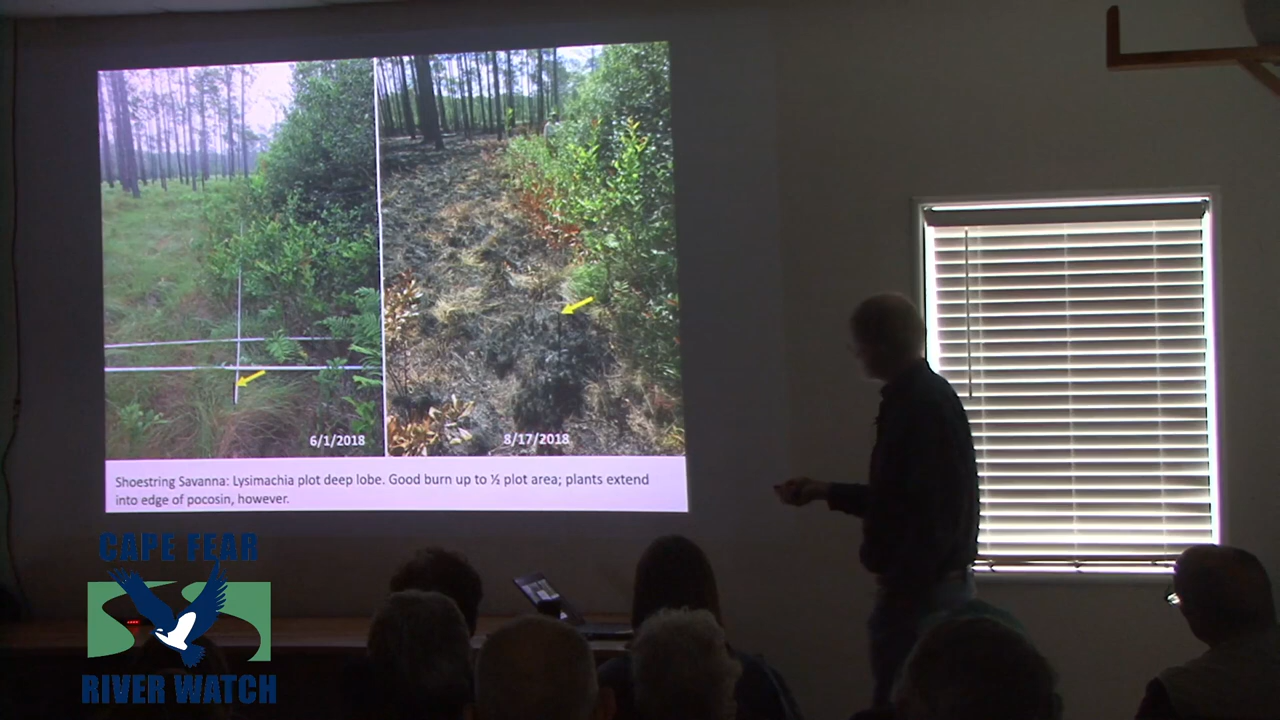 6/1/2018
8/17/2018
Shoestring Savanna: Lysimachia plot deep lobe. Good burn up to ½ plot area; plants extend
into edge of pocosin, however.
CAPE FEAR
RIVER WATCH